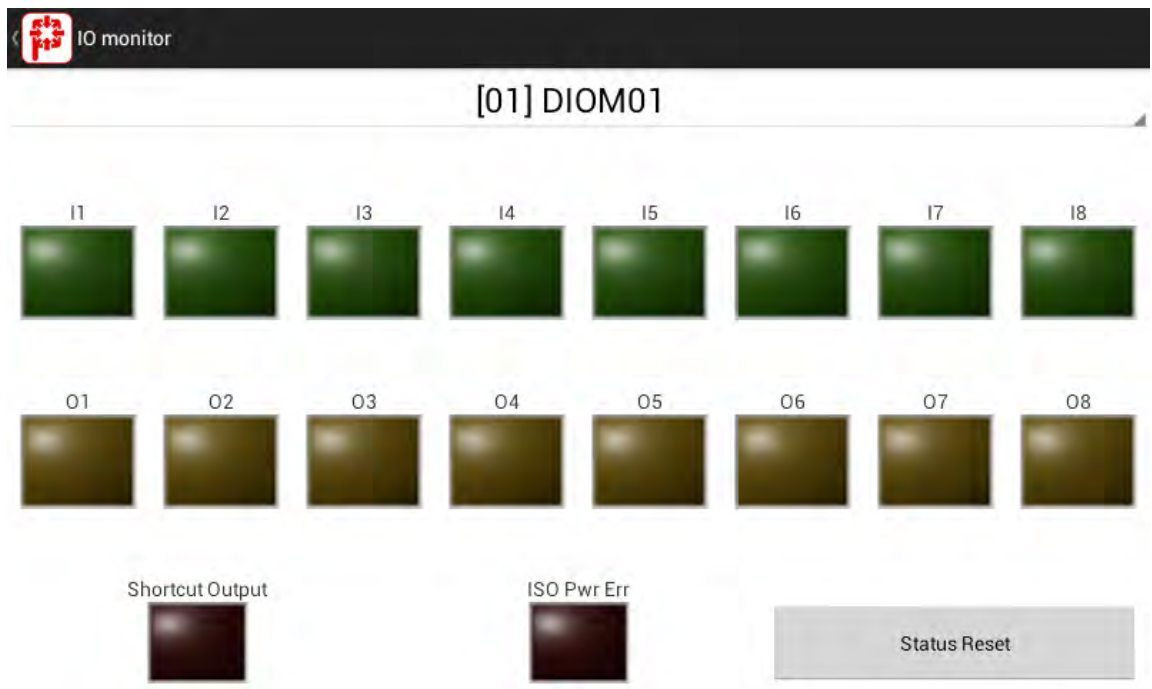 IO monitor
[01] DIOM01
I1 I2 I3 I4 I5 I6 I7 I8
O1 O2 O3 O4 O5 O6 O7 O8
Shortcut Output ISO Pwr Err
Status Reset